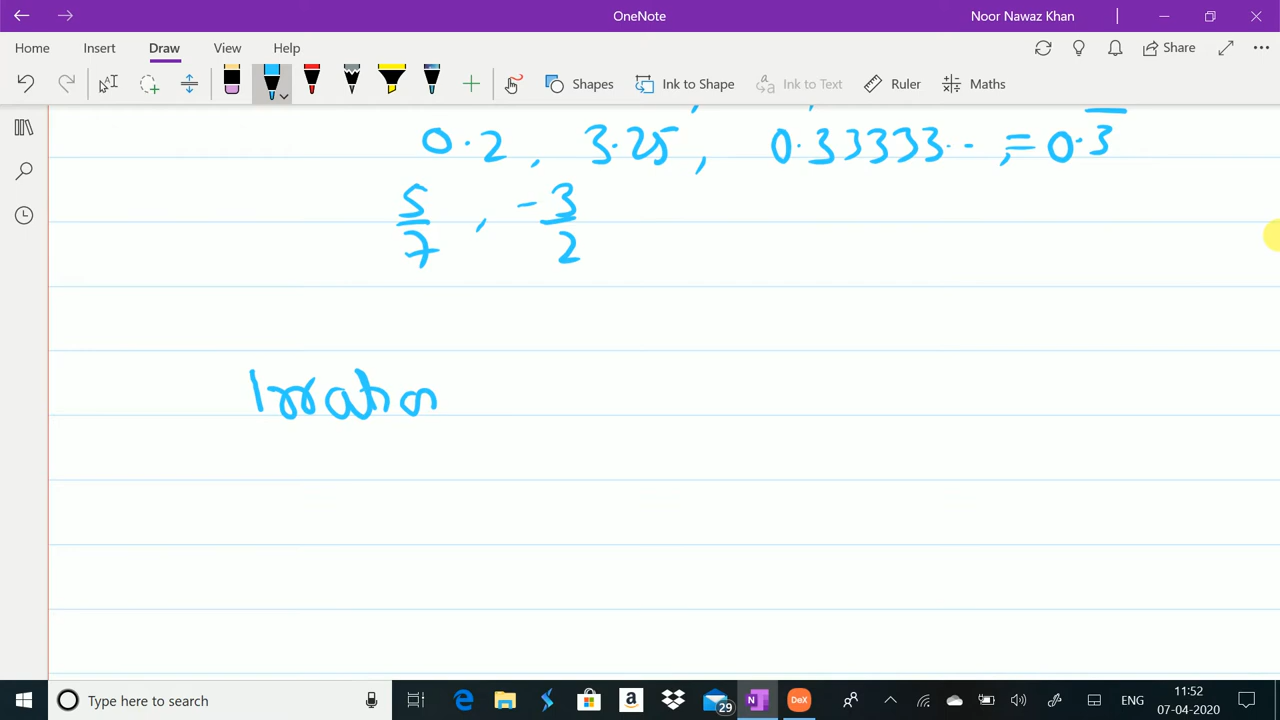 OneNote
Noor Nawaz Khan
Home Insert Draw View Help
Share
Shapes Ink to Shape Ink to Text Ruler Maths
0.2, 3.25, 0.33333.. , = 0.3̅
5/7 , -3/2
Irration
Type here to search
29
ENG
11:52
07-04-2020